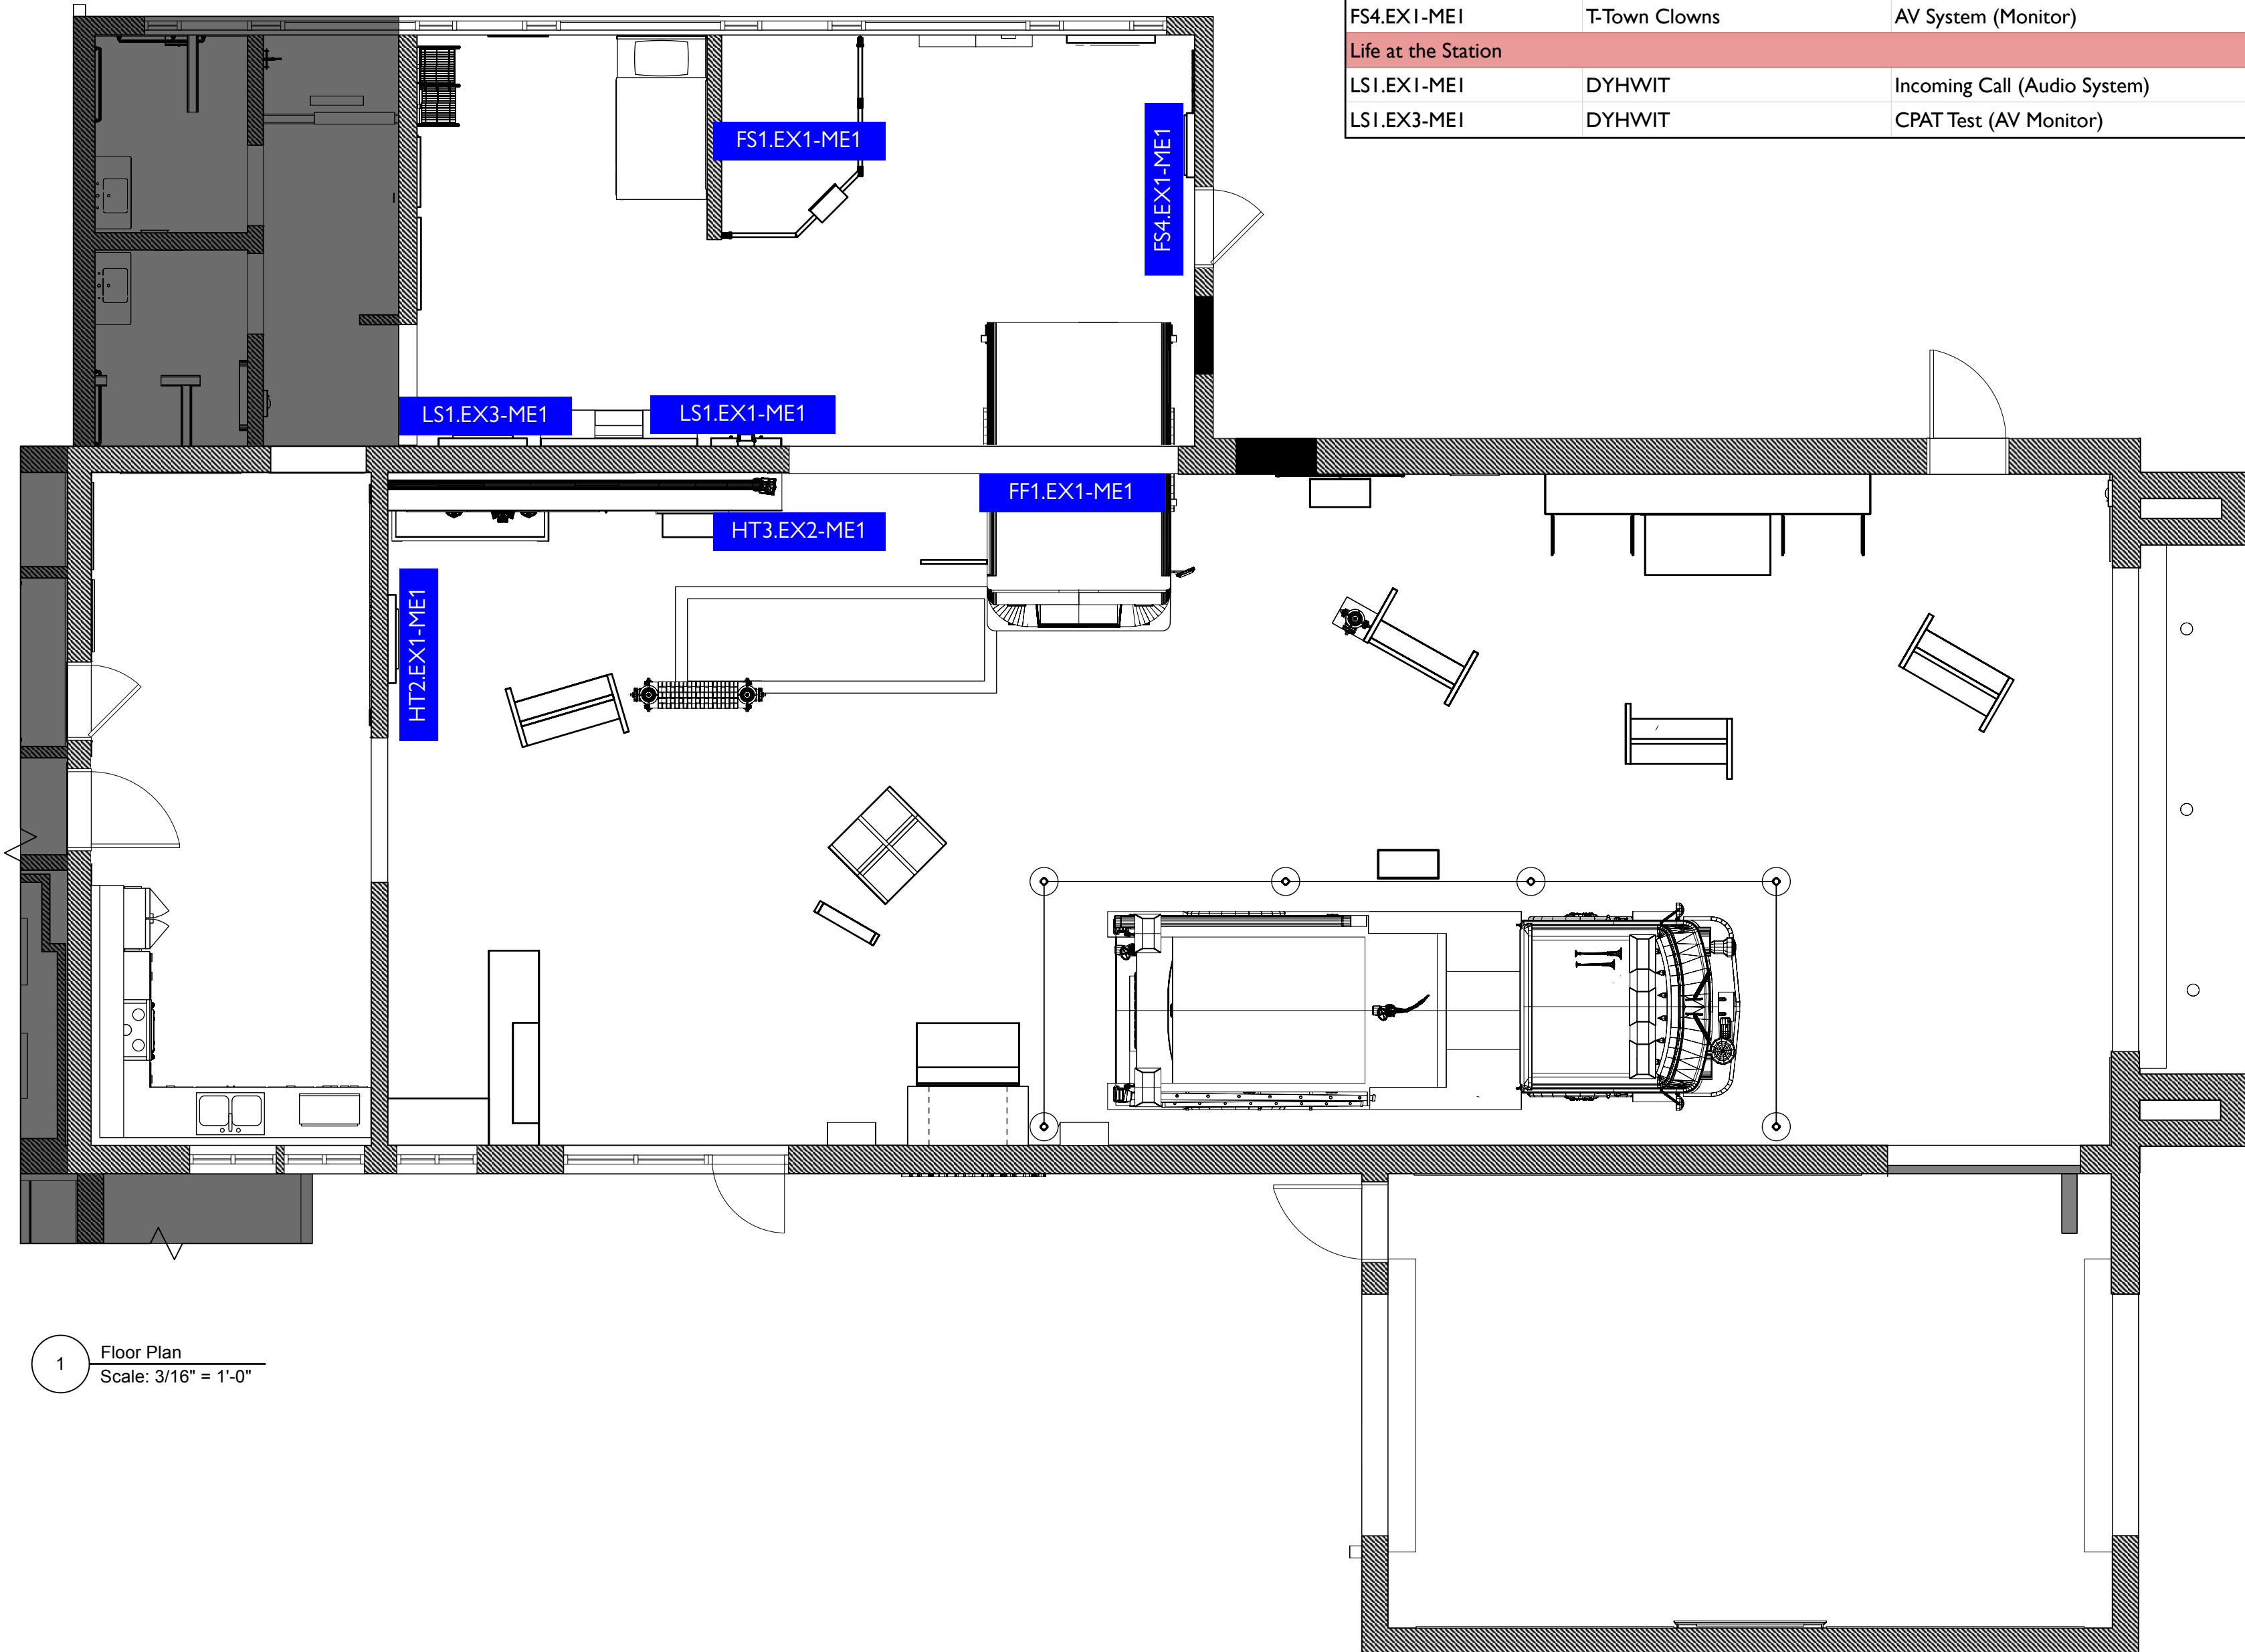 FS4.EX1-ME1 T-Town Clowns AV System (Monitor)
Life at the Station
LS1.EX1-ME1 DYHWIT Incoming Call (Audio System)
LS1.EX3-ME1 DYHWIT CPAT Test (AV Monitor)
FS1.EX1-ME1
FS4.EX1-ME1
LS1.EX3-ME1
LS1.EX1-ME1
FF1.EX1-ME1
HT3.EX2-ME1
HT2.EX1-ME1
1
Floor Plan
Scale: 3/16" = 1'-0"